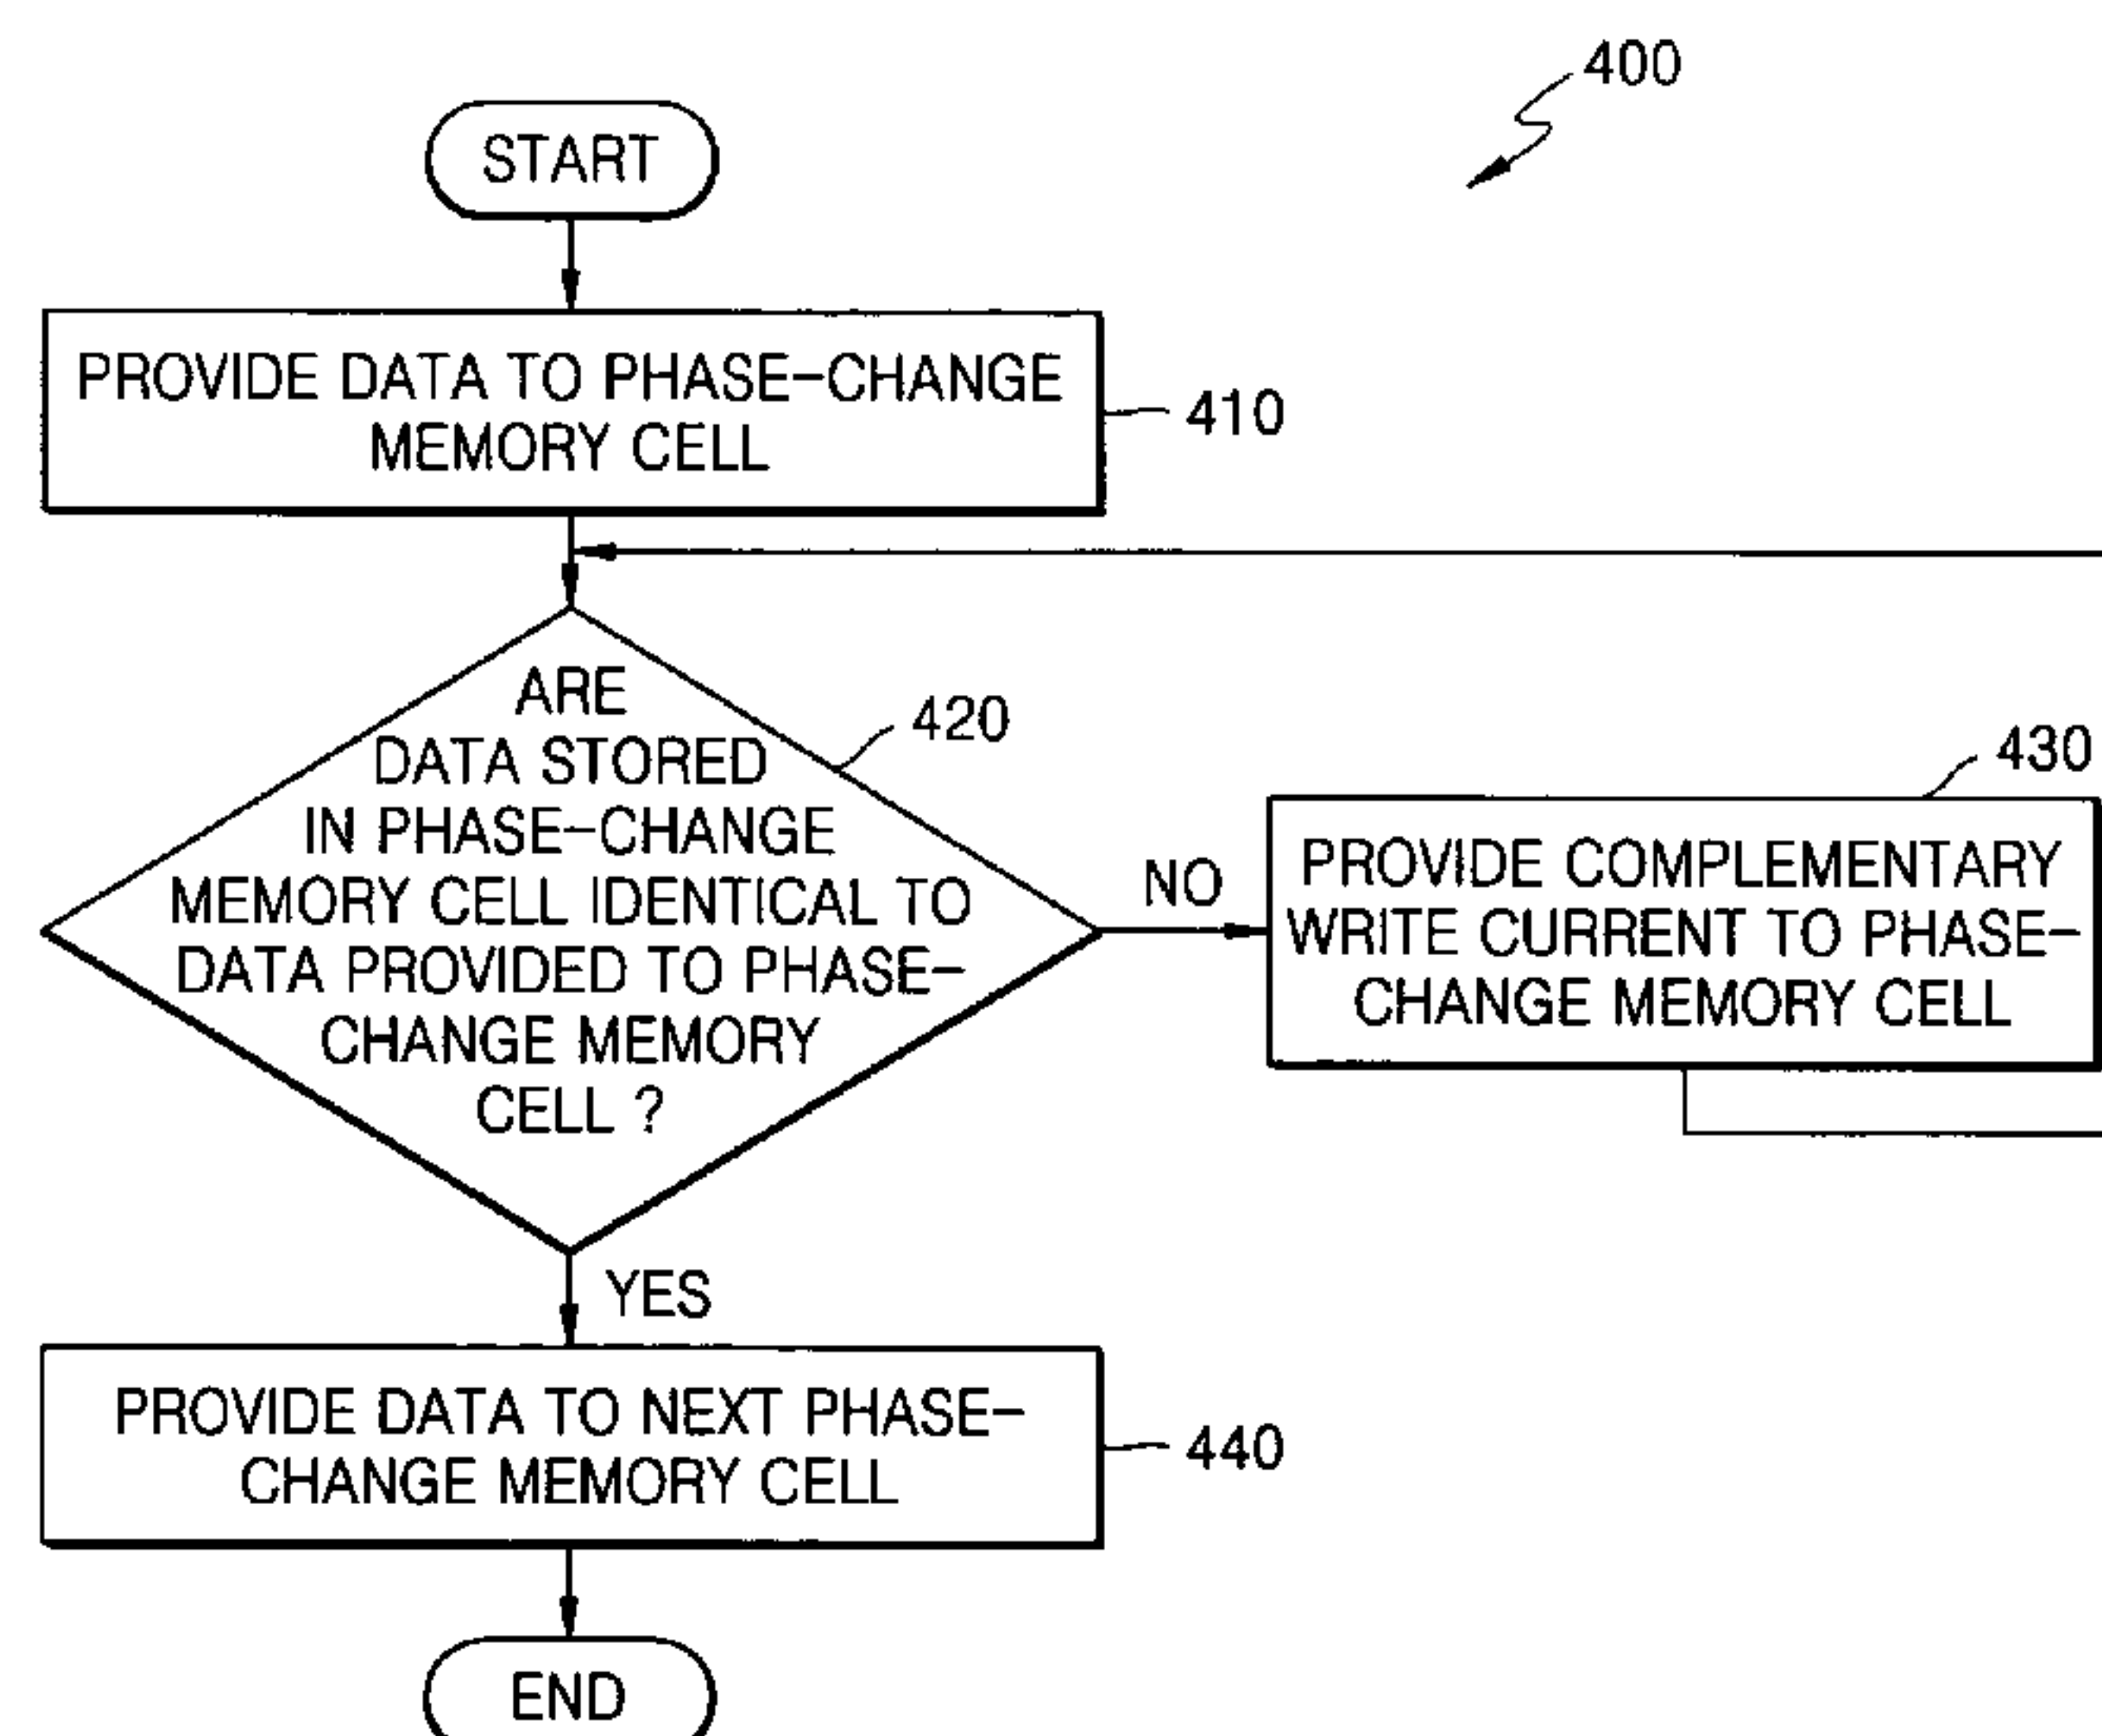 400
START
PROVIDE DATA TO PHASE-CHANGE
MEMORY CELL
410
ARE
DATA STORED
IN PHASE-CHANGE
MEMORY CELL IDENTICAL TO
DATA PROVIDED TO PHASE-
CHANGE MEMORY
CELL ?
420
NO
430
PROVIDE COMPLEMENTARY
WRITE CURRENT TO PHASE-
CHANGE MEMORY CELL
YES
PROVIDE DATA TO NEXT PHASE-
CHANGE MEMORY CELL
440
END